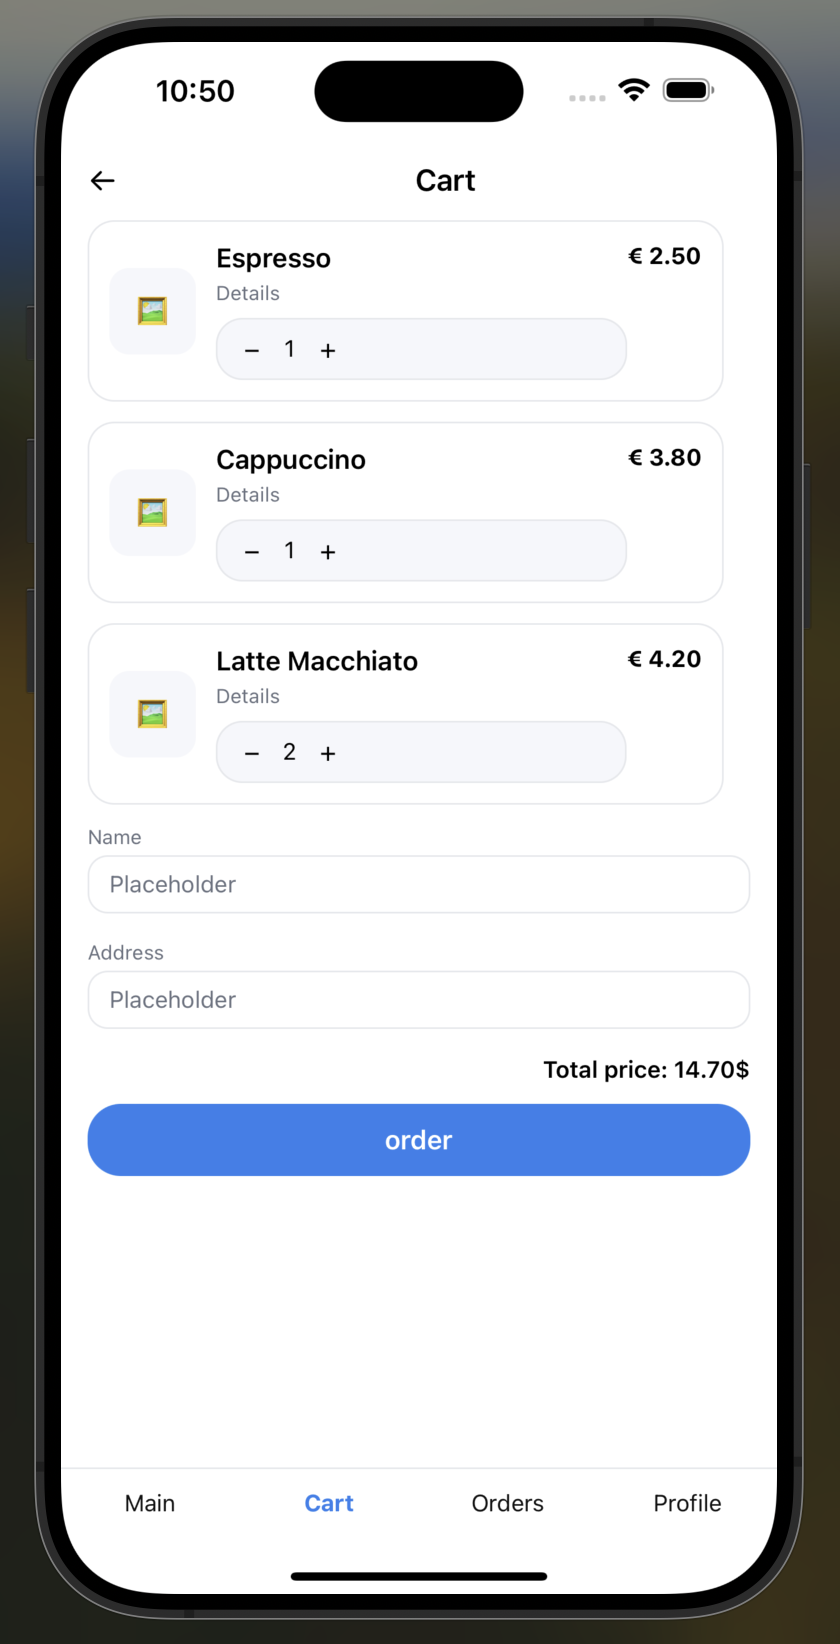 10:50
← Cart
Espresso € 2.50
Details
− 1 +
Cappuccino € 3.80
Details
− 1 +
Latte Macchiato € 4.20
Details
− 2 +
Name
Placeholder
Address
Placeholder
Total price: 14.70$
order
Main Cart Orders Profile